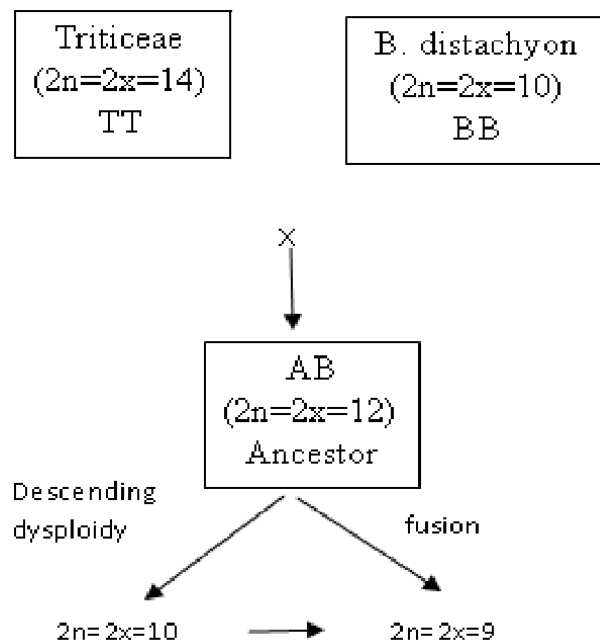 Triticeae
(2n=2x=14)
TT
B. distachyon
(2n=2x=10)
BB
X
AB
(2n=2x=12)
Ancestor
Descending
dysploidy
fusion
2n=2x=10
2n=2x=9